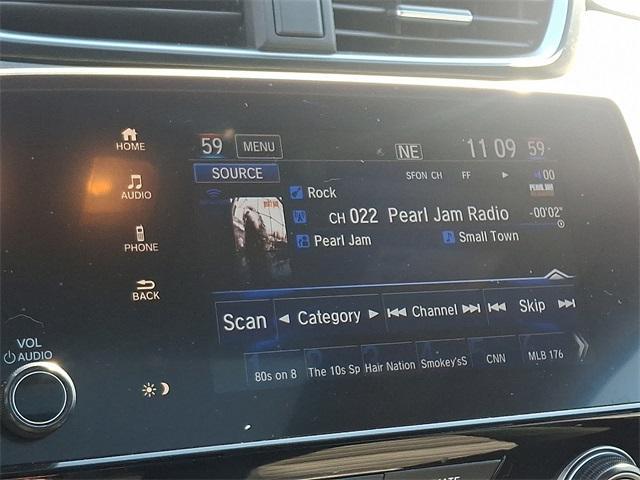 HOME
AUDIO
PHONE
BACK
VOL
AUDIO
59 MENU NE 11 09 59
SOURCE SFON CH FF 00
Rock
CH 022 Pearl Jam Radio -00'02"
Pearl Jam Small Town
Scan Category Channel Skip
80s on 8 The 10s Sp Hair Nation Smokey'sS CNN MLB 176